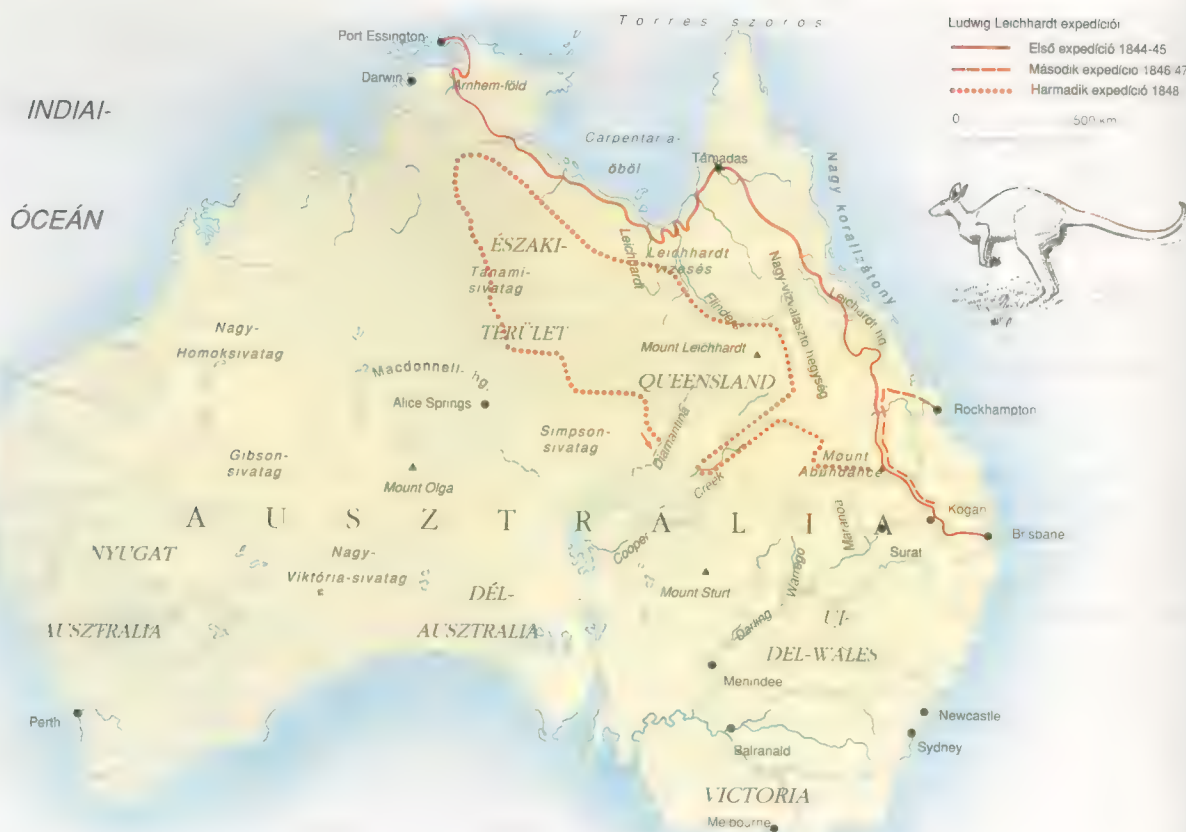 Torres szoros
Port Essington
Darwin
Arnhem-föld
INDIAI-
ÓCEÁN
Ludwig Leichhardt expedíciói
Első expedíció 1844-45
Második expedíció 1846-47
Harmadik expedíció 1848
0 500 km
Carpentaria-
öböl
Támadás
Nagy korallzátony
ÉSZAKI-
TERÜLET
Tanami-
sivatag
Leichhardt
Leichhardt
vízesés
Flinders
Nagy-vízválasztó hegység
Leichardt hg.
Nagy-
Homoksivatag
Macdonnell-hg.
Alice Springs
Mount Leichhardt
QUEENSLAND
Rockhampton
Simpson-
sivatag
Diamantina
Gibson-
sivatag
Mount Olga
Creek
Mount
Abundance
AUSZTRÁLIA
Kogan
Brisbane
Surat
Maranoa
Warrego
Cooper
NYUGAT
AUSZTRÁLIA
Nagy-
Viktória-sivatag
DÉL-
AUSZTRÁLIA
Mount Sturt
Darling
ÚJ-
DÉL-WALES
Menindee
Perth
Newcastle
Sydney
Balranald
VICTORIA
Melbourne